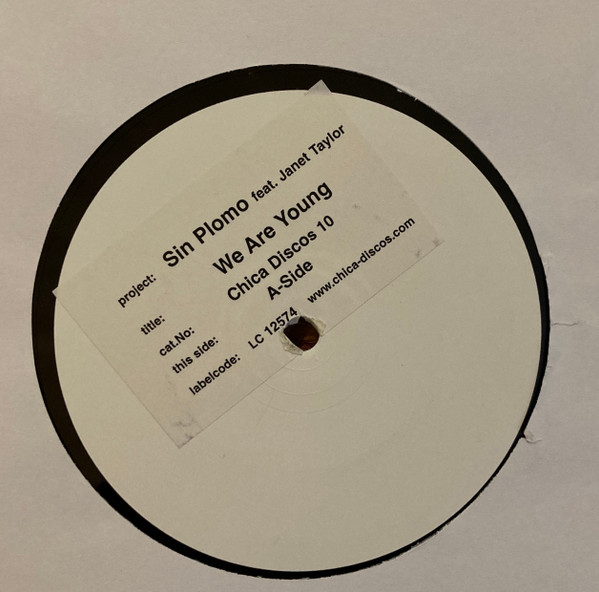 project: Sin Plomo feat. Janet Taylor
title: We Are Young
cat.No: Chica Discos 10
this side: A-Side
labelcode: LC 12574 www.chica-discos.com